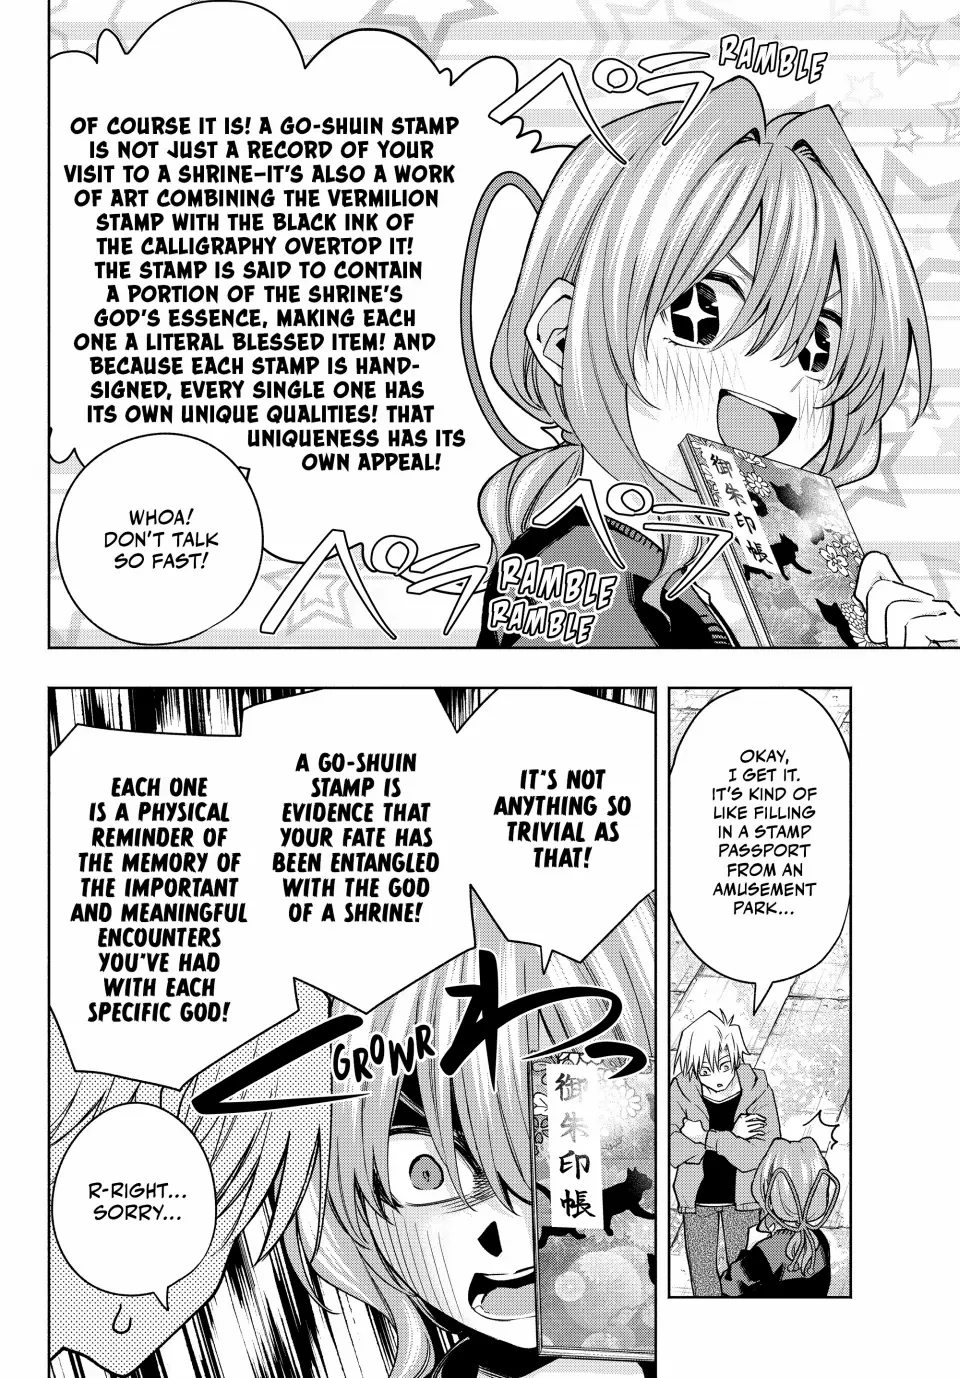 RAMBLE
ペラ
OF COURSE IT IS! A GO-SHUIN STAMP
IS NOT JUST A RECORD OF YOUR
VISIT TO A SHRINE–IT'S ALSO A WORK
OF ART COMBINING THE VERMILION
STAMP WITH THE BLACK INK OF
THE CALLIGRAPHY OVERTOP IT!
THE STAMP IS SAID TO CONTAIN
A PORTION OF THE SHRINE'S
GOD'S ESSENCE, MAKING EACH
ONE A LITERAL BLESSED ITEM! AND
BECAUSE EACH STAMP IS HAND-
SIGNED, EVERY SINGLE ONE HAS
ITS OWN UNIQUE QUALITIES! THAT
UNIQUENESS HAS ITS
OWN APPEAL!
御朱印帳
ペラ
ペラ
RAMBLE
RAMBLE
WHOA!
DON'T TALK
SO FAST!
OKAY,
I GET IT.
IT'S KIND OF
LIKE FILLING
IN A STAMP
PASSPORT
FROM AN
AMUSEMENT
PARK...
IT'S NOT
ANYTHING SO
TRIVIAL AS
THAT!
A GO-SHUIN
STAMP IS
EVIDENCE THAT
YOUR FATE HAS
BEEN ENTANGLED
WITH THE GOD
OF A SHRINE!
EACH ONE
IS A PHYSICAL
REMINDER OF
THE MEMORY OF
THE IMPORTANT
AND MEANINGFUL
ENCOUNTERS
YOU'VE HAD
WITH EACH
SPECIFIC GOD!
くわっ
GROWR
御朱印帳
R-RIGHT...
SORRY...